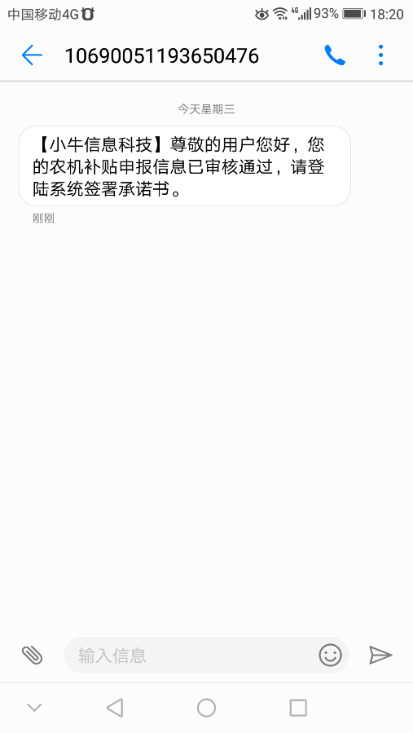 中国移动4G
4G 93% 18:20
10690051193650476
今天星期三
【小牛信息科技】尊敬的用户您好，您
的农机补贴申报信息已审核通过，请登
陆系统签署承诺书。
刚刚
输入信息